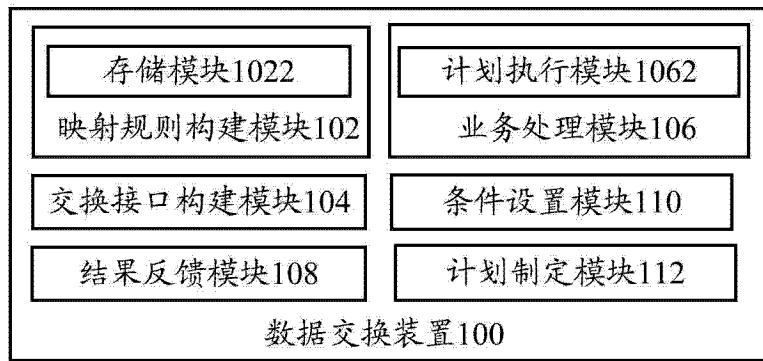 存储模块1022
映射规则构建模块102
计划执行模块1062
业务处理模块106
交换接口构建模块104
条件设置模块110
结果反馈模块108
计划制定模块112
数据交换装置100